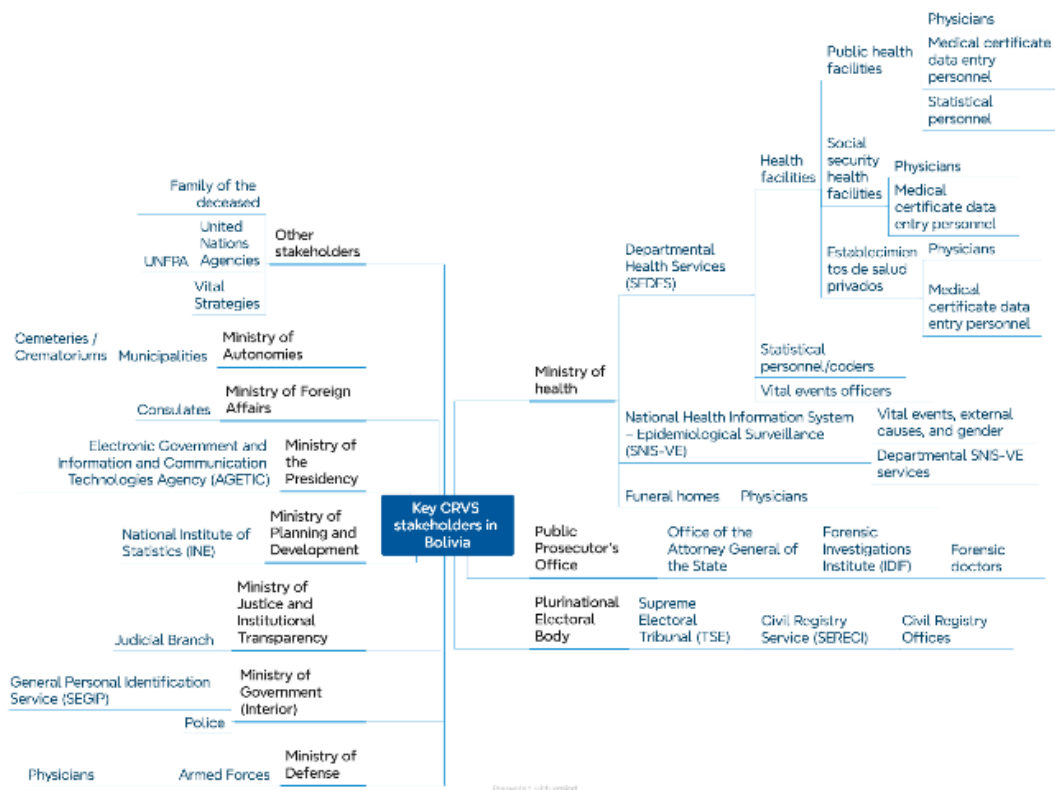 Physicians
Public health
facilities
Medical certificate
data entry
personnel
Statistical
personnel
Health
facilities
Social
security
health
facilities
Physicians
Medical
certificate data
entry personnel
Departmental
Health Services
(SEDES)
Establecimien
tos de salud
privados
Physicians
Medical
certificate data
entry personnel
Statistical
personnel/coders
Vital events officers
Ministry of
health
National Health Information System
– Epidemiological Surveillance
(SNIS-VE)
Vital events, external
causes, and gender
Departmental SNIS-VE
services
Funeral homes
Physicians
Public
Prosecutor's
Office
Office of the
Attorney General of
the State
Forensic
Investigations
Institute (IDIF)
Forensic
doctors
Plurinational
Electoral
Body
Supreme
Electoral
Tribunal (TSE)
Civil Registry
Service (SERECI)
Civil Registry
Offices
Key CRVS
stakeholders in
Bolivia
Family of the
deceased
United
Nations
Agencies
UNFPA
Vital
Strategies
Other
stakeholders
Cemeteries /
Crematoriums
Municipalities
Ministry of
Autonomies
Consulates
Ministry of Foreign
Affairs
Electronic Government and
Information and Communication
Technologies Agency (AGETIC)
Ministry of
the
Presidency
National Institute of
Statistics (INE)
Ministry of
Planning and
Development
Judicial Branch
Ministry of
Justice and
Institutional
Transparency
General Personal Identification
Service (SEGIP)
Police
Ministry of
Government
(Interior)
Physicians
Armed Forces
Ministry of
Defense